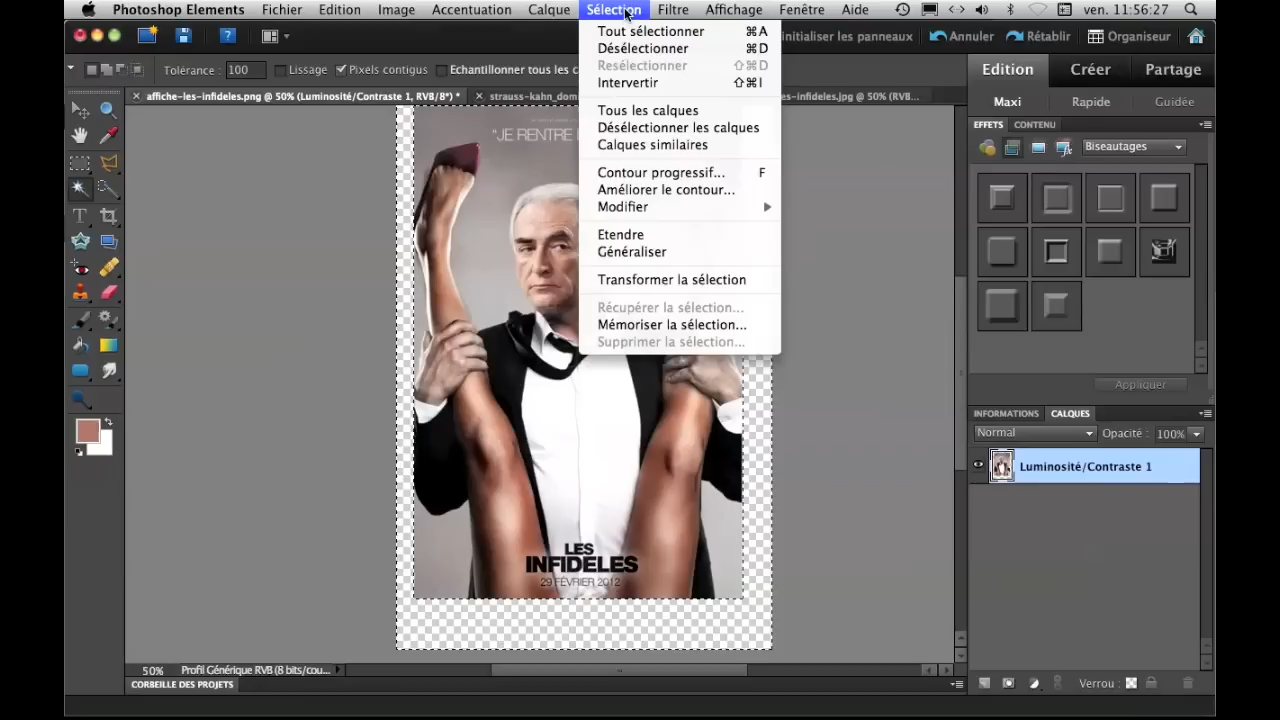 Photoshop Elements Fichier Edition Image Accentuation Calque Sélection Filtre Affichage Fenêtre Aide ven. 11:56:27
initialiser les panneaux Annuler Rétablir Organiseur
Tolérance : 100 Lissage Pixels contigus Echantillonner tous les c
affiche-les-infideles.png @ 50% (Luminosité/Contraste 1, RVB/8*) * strauss-kahn_dom es-infideles.jpg @ 50% (RVB...
Tout sélectionner ⌘A
Désélectionner ⌘D
Resélectionner ⇧⌘D
Intervertir ⇧⌘I
Tous les calques
Désélectionner les calques
Calques similaires
Contour progressif... F
Améliorer le contour...
Modifier
Etendre
Généraliser
Transformer la sélection
Récupérer la sélection...
Mémoriser la sélection...
Supprimer la sélection...
Edition Créer Partage
Maxi Rapide Guidée
EFFETS CONTENU
Biseautages
Appliquer
INFORMATIONS CALQUES
Normal Opacité : 100%
Luminosité/Contraste 1
Verrou :
"JE RENTRE
LES
INFIDELES
29 FÉVRIER 2012
50% Profil Générique RVB (8 bits/cou...
CORBEILLE DES PROJETS